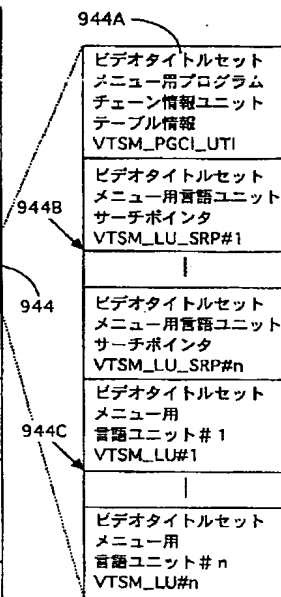 944A
ビデオタイトルセット
メニュー用プログラム
チェーン情報ユニット
テーブル情報
VTSM_PGCI_UTI
ビデオタイトルセット
メニュー用言語ユニット
サーチポインタ
VTSM_LU_SRP#1
944B
944
ビデオタイトルセット
メニュー用言語ユニット
サーチポインタ
VTSM_LU_SRP#n
ビデオタイトルセット
メニュー用
言語ユニット#1
VTSM_LU#1
944C
ビデオタイトルセット
メニュー用
言語ユニット#n
VTSM_LU#n